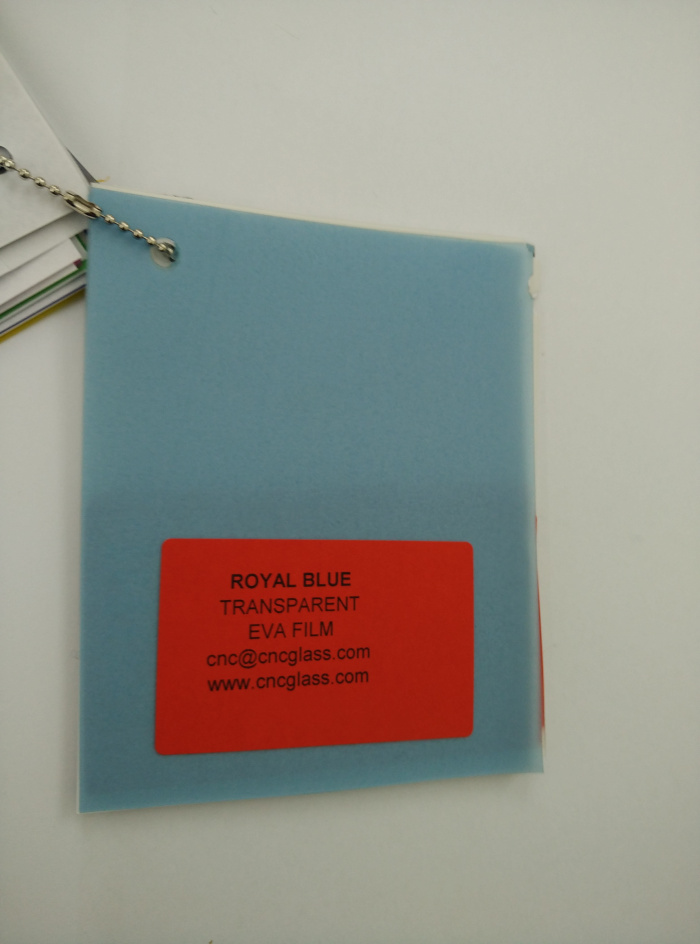 ROYAL BLUE
TRANSPARENT
EVA FILM
cnc@cncglass.com
www.cncglass.com